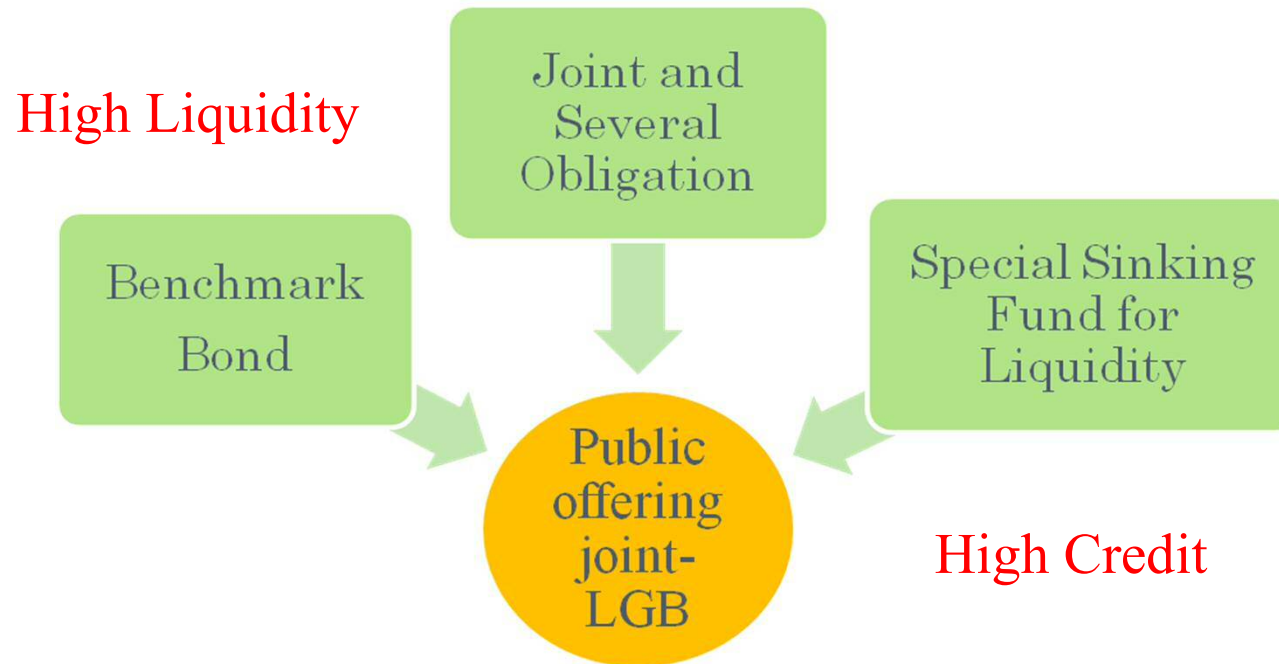 High Liquidity
Joint and
Several
Obligation
Benchmark
Bond
Special Sinking
Fund for
Liquidity
Public
offering
joint-
LGB
High Credit